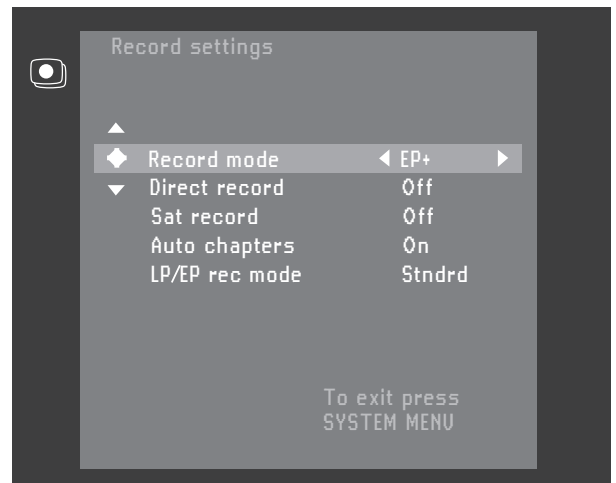 Record settings
Record mode EP+
Direct record Off
Sat record Off
Auto chapters On
LP/EP rec mode Stndrd
To exit press
SYSTEM MENU